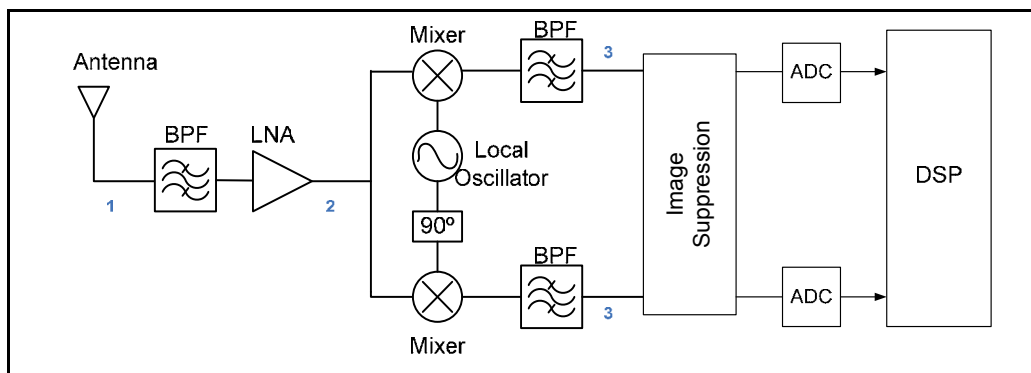 Antenna
1
BPF
LNA
2
Mixer
Local
Oscillator
90º
Mixer
BPF
3
BPF
3
Image
Suppression
ADC
ADC
DSP